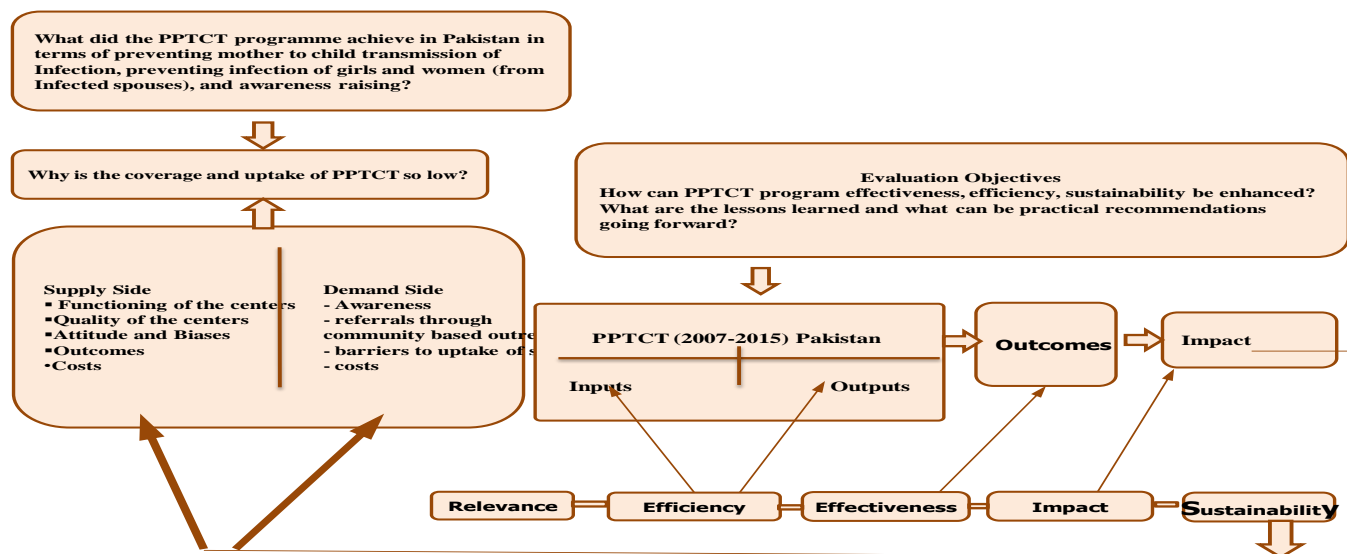 What did the PPTCT programme achieve in Pakistan in
terms of preventing mother to child transmission of
Infection, preventing infection of girls and women (from
Infected spouses), and awareness raising?
Why is the coverage and uptake of PPTCT so low?
Supply Side
▪ Functioning of the centers
▪Quality of the centers
▪Attitude and Biases
▪Outcomes
•Costs
Demand Side
- Awareness
- referrals through
community based
- barriers to uptake of
- costs
Evaluation Objectives
How can PPTCT program effectiveness, efficiency, sustainability be enhanced?
What are the lessons learned and what can be practical recommendations
going forward?
PPTCT (2007-2015) Pakistan
Inputs
Outputs
Outcomes
Impact
Relevance
Efficiency
Effectiveness
Impact
Sustainability